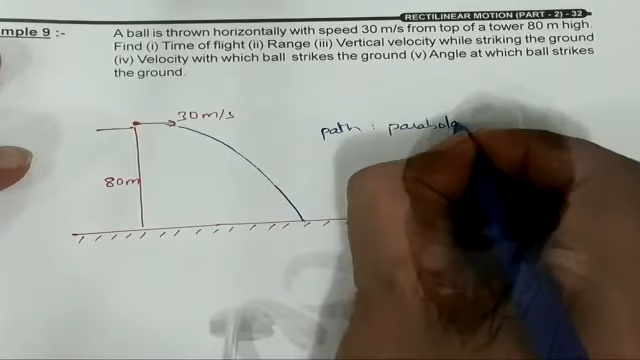 RECTILINEAR MOTION (PART - 2) - 32
mple 9 :- A ball is thrown horizontally with speed 30 m/s from top of a tower 80 m high.
Find (i) Time of flight (ii) Range (iii) Vertical velocity while striking the ground
(iv) Velocity with which ball strikes the ground (v) Angle at which ball strikes
the ground.
30m/s
path : parabola
80m